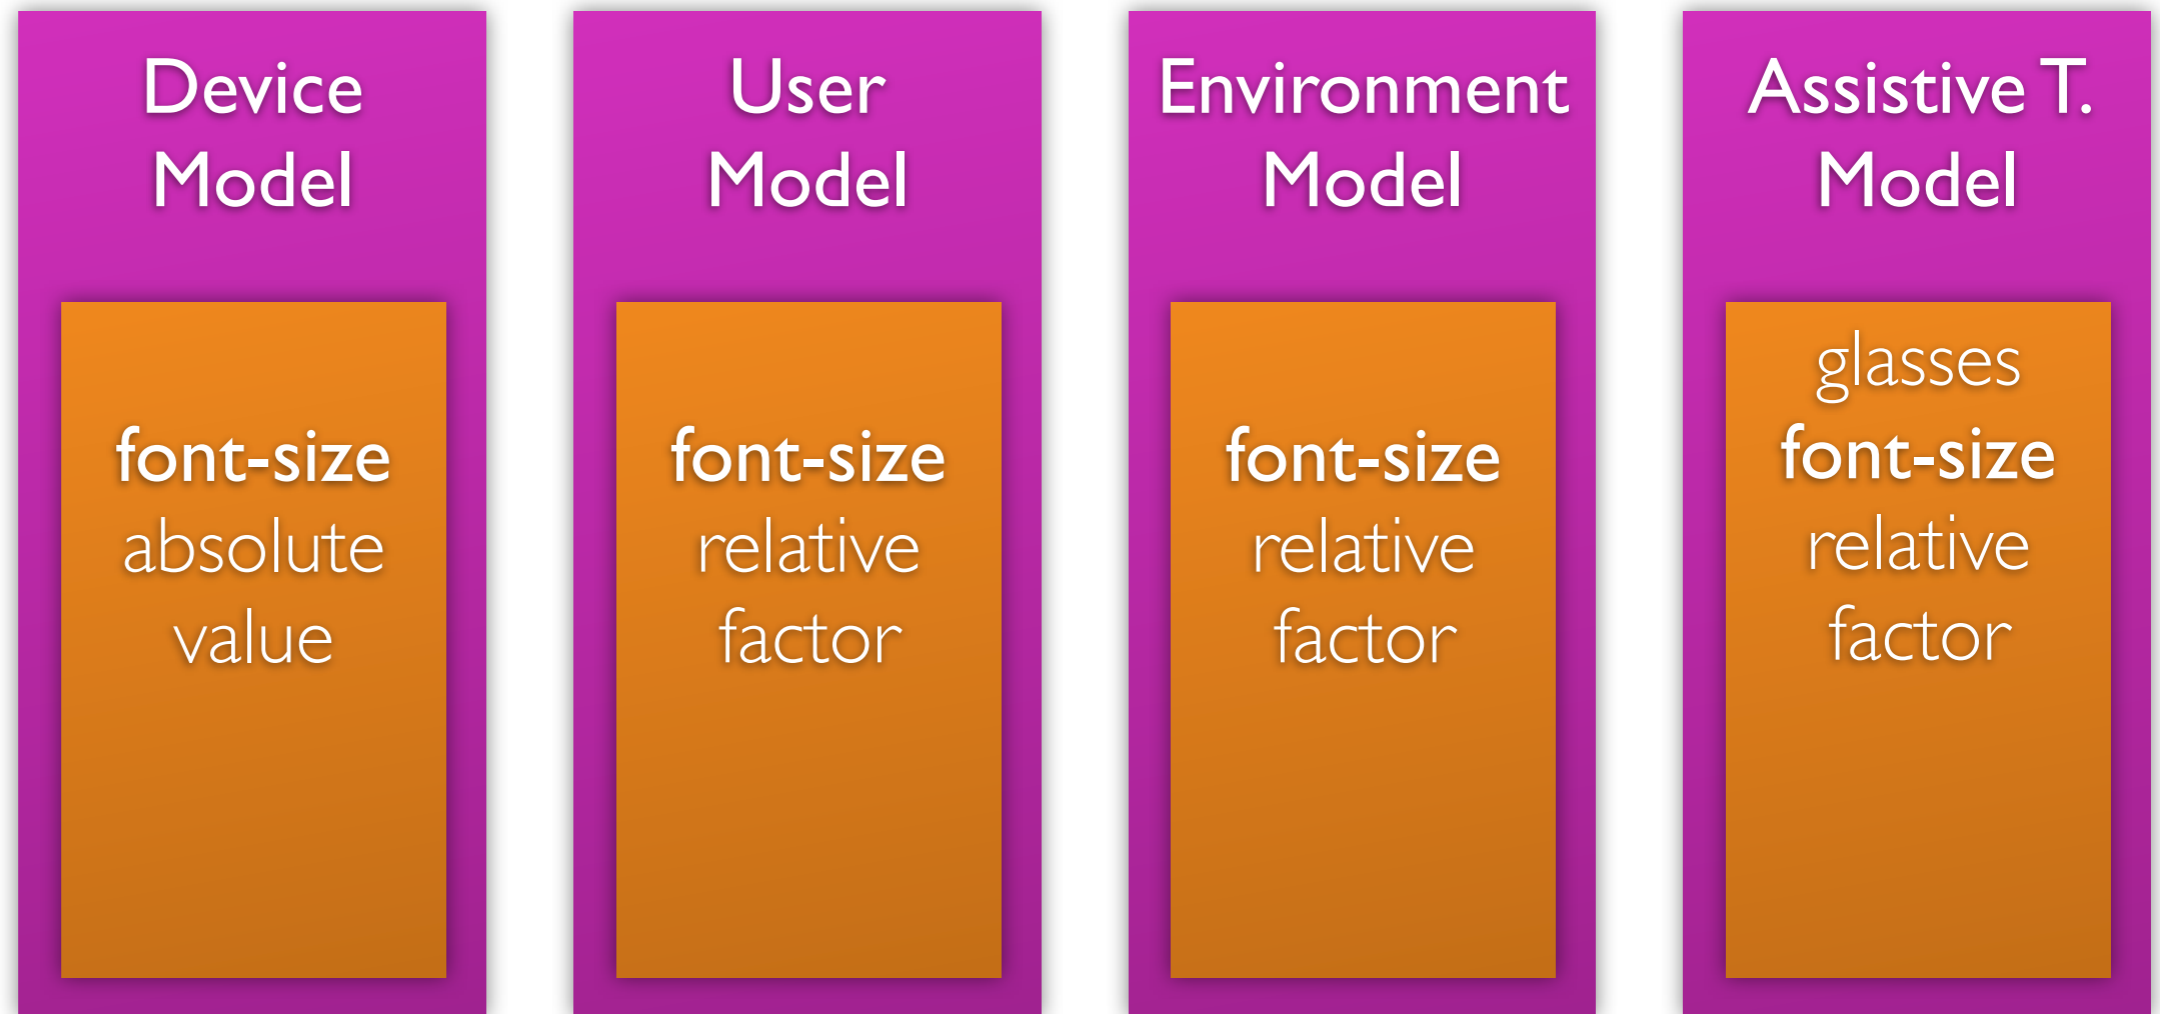 Device
Model
font-size
absolute
value
User
Model
font-size
relative
factor
Environment
Model
font-size
relative
factor
Assistive T.
Model
glasses
font-size
relative
factor